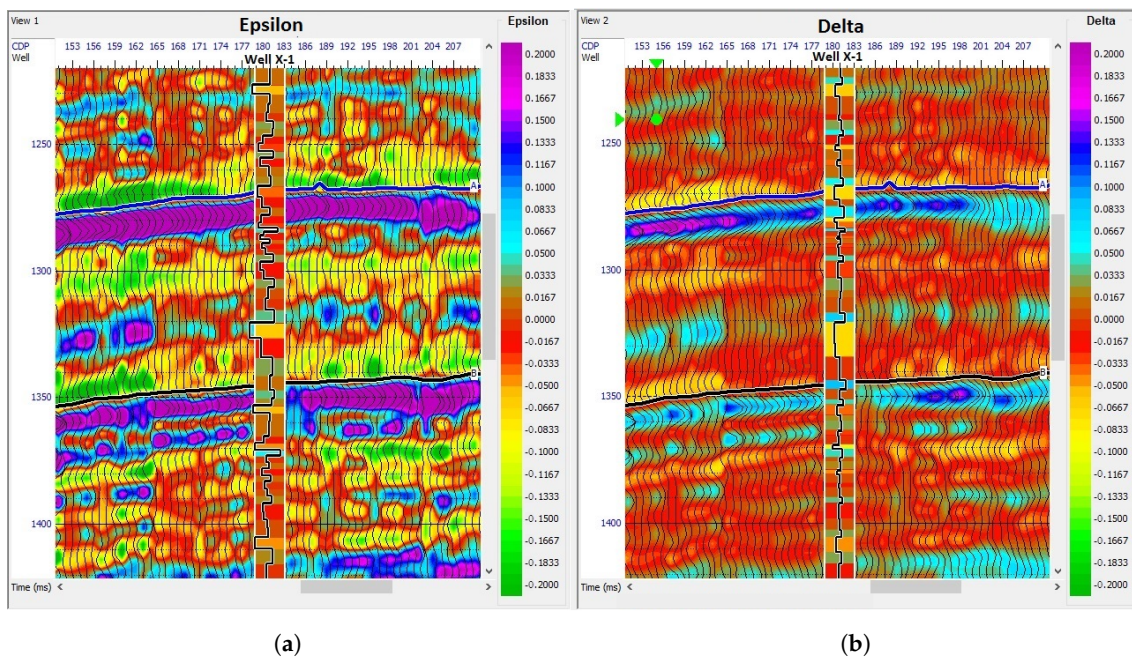 View 1
Epsilon
Epsilon
CDP
153 156 159 162 165 168 171 174 177 180 183 186 189 192 195 198 201 204 207
Well
Well X-1
1250
1300
1350
1400
Time (ms)
A
B
0.2000
0.1833
0.1667
0.1500
0.1333
0.1167
0.1000
0.0833
0.0667
0.0500
0.0333
0.0167
0.0000
-0.0167
-0.0333
-0.0500
-0.0667
-0.0833
-0.1000
-0.1167
-0.1333
-0.1500
-0.1667
-0.1833
-0.2000
(a)
View 2
Delta
Delta
CDP
153 156 159 162 165 168 171 174 177 180 183 186 189 192 195 198 201 204 207
Well
Well X-1
1250
1300
1350
1400
Time (ms)
A
B
0.2000
0.1833
0.1667
0.1500
0.1333
0.1167
0.1000
0.0833
0.0667
0.0500
0.0333
0.0167
0.0000
-0.0167
-0.0333
-0.0500
-0.0667
-0.0833
-0.1000
-0.1167
-0.1333
-0.1500
-0.1667
-0.1833
-0.2000
(b)